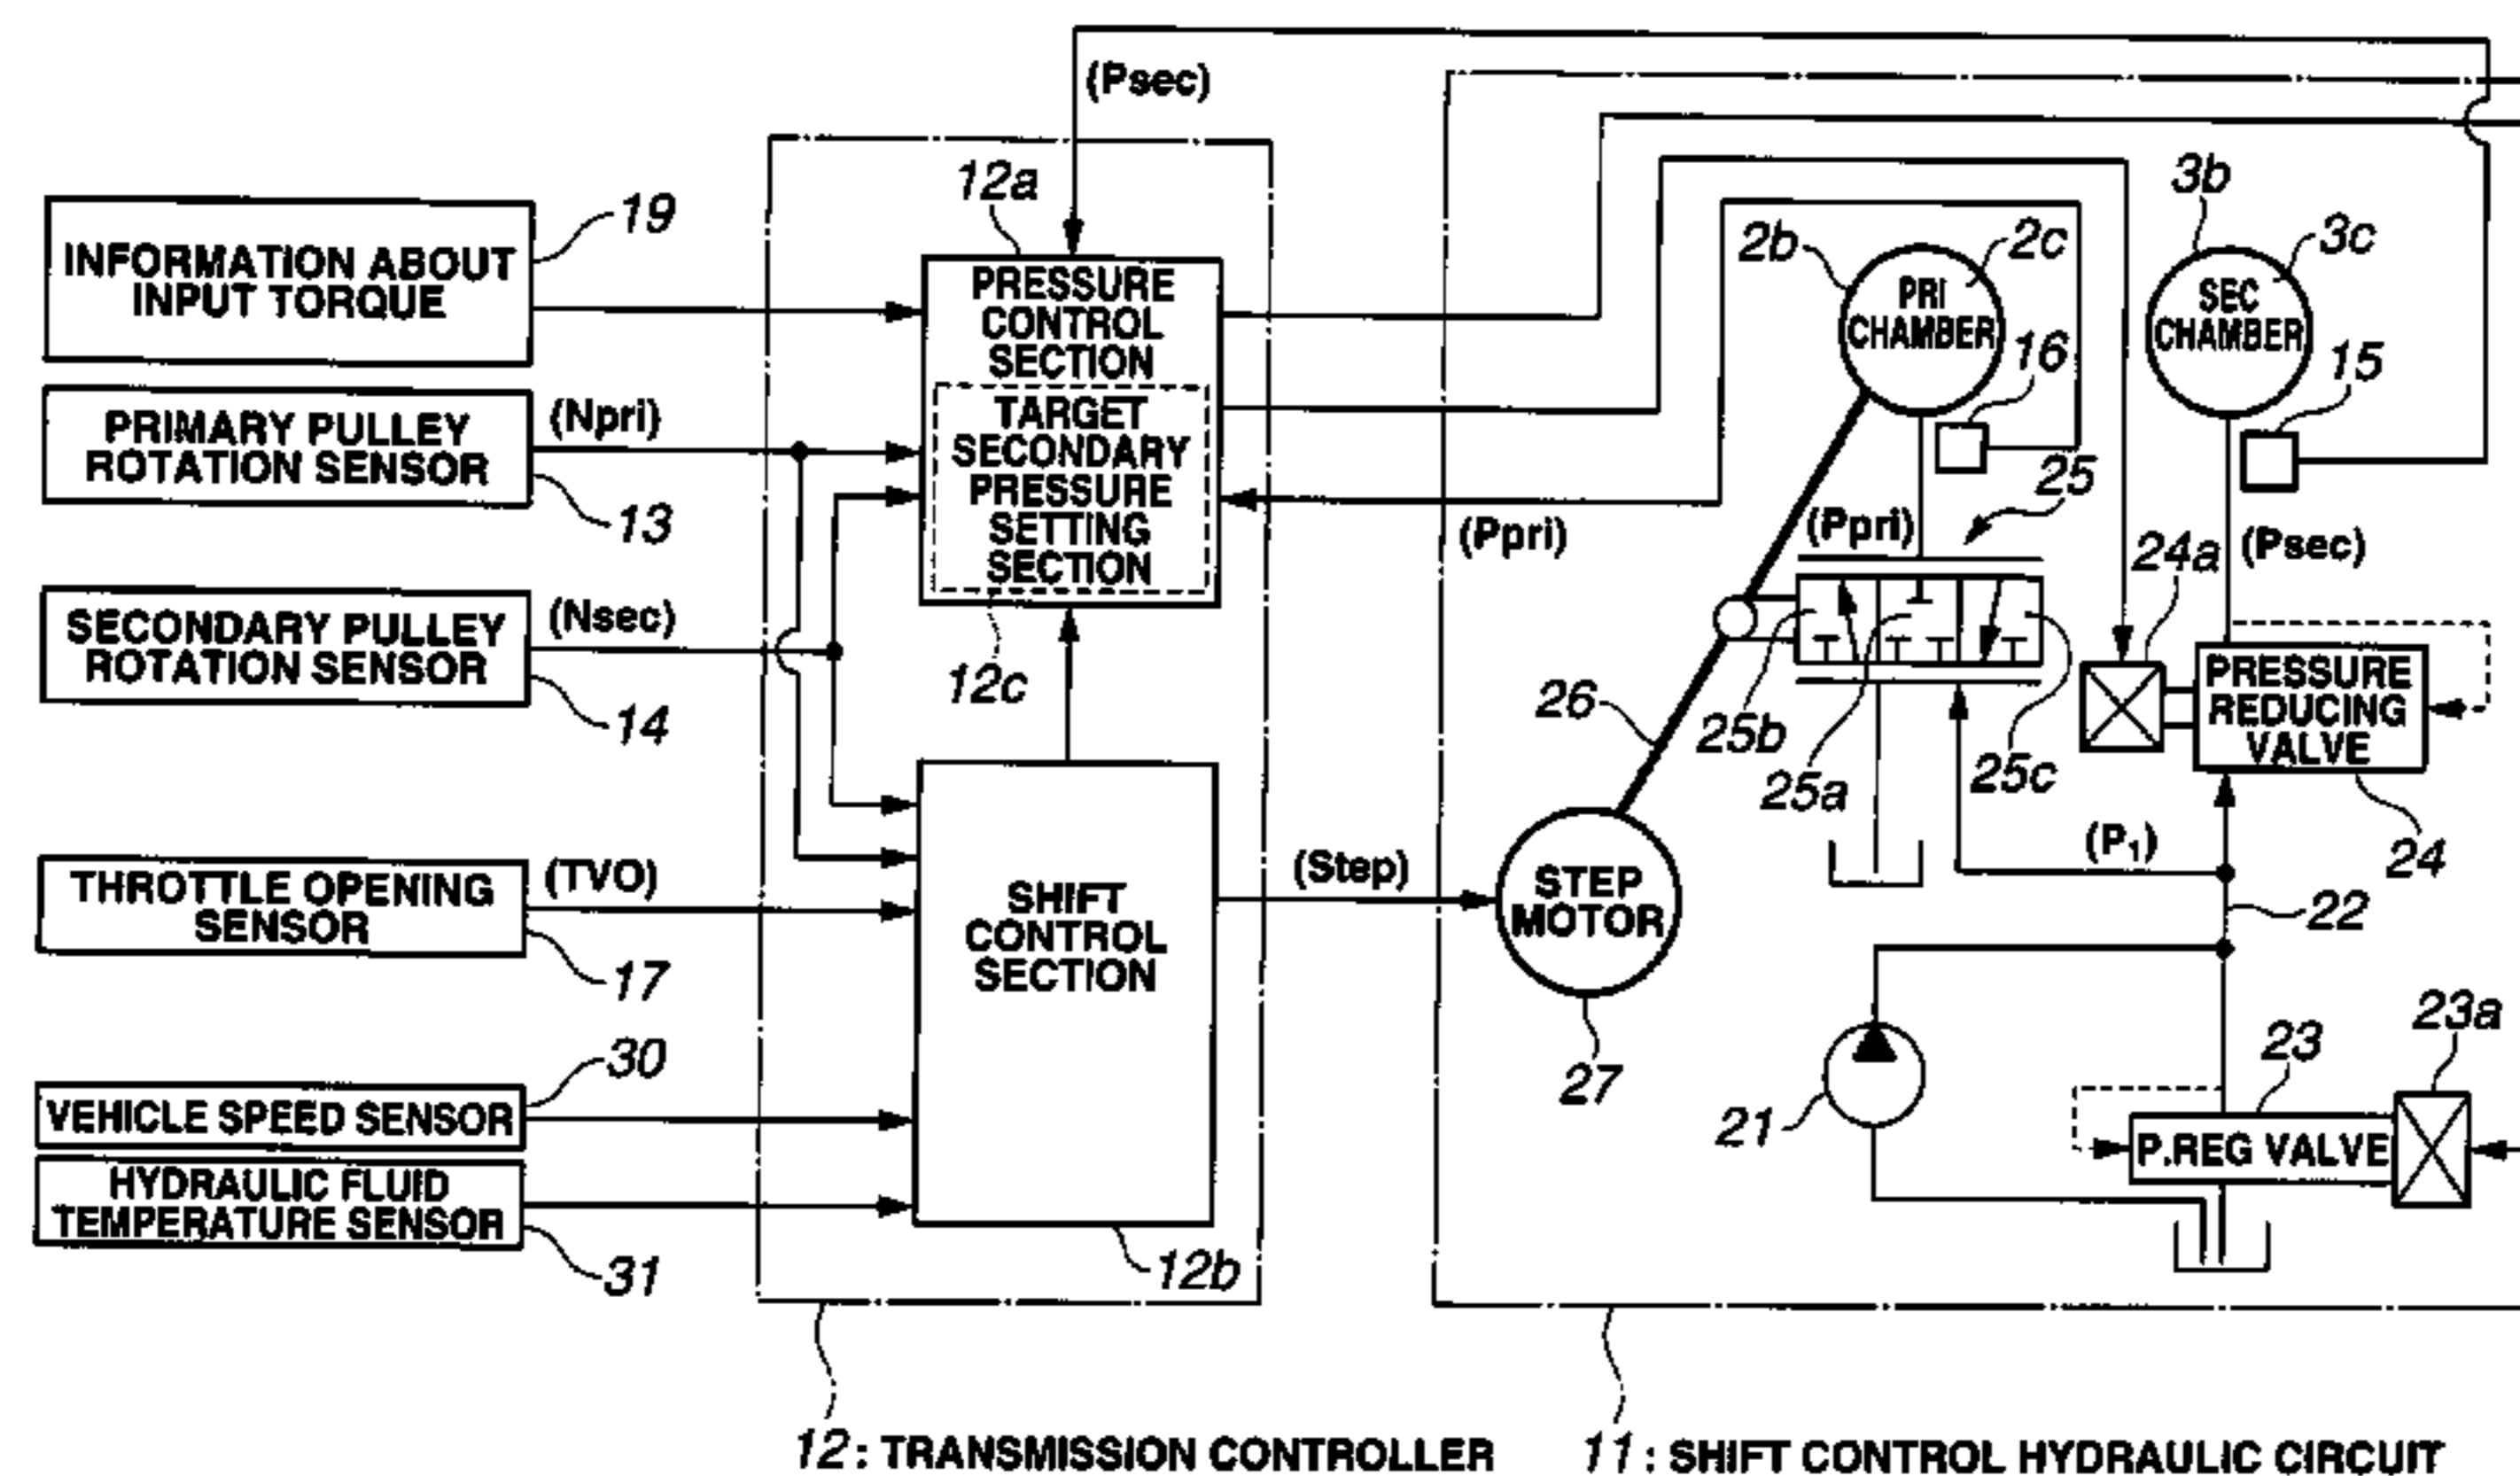 (Psec)
12a
19
INFORMATION ABOUT
INPUT TORQUE
PRIMARY PULLEY
ROTATION SENSOR
(Npri)
13
SECONDARY PULLEY
ROTATION SENSOR
(Nsec)
14
THROTTLE OPENING
SENSOR
(TVO)
17
30
VEHICLE SPEED SENSOR
HYDRAULIC FLUID
TEMPERATURE SENSOR
31
PRESSURE
CONTROL
SECTION
TARGET
SECONDARY
PRESSURE
SETTING
SECTION
12c
SHIFT
CONTROL
SECTION
12b
(Step)
(Ppri)
2b
2c
PRI
CHAMBER
16
3b
3c
SEC
CHAMBER
15
25
(Ppri)
24a
(Psec)
26
25b
25a
25c
PRESSURE
REDUCING
VALVE
24
(P1)
22
STEP
MOTOR
27
21
23
23a
P.REG VALVE
12: TRANSMISSION CONTROLLER
11: SHIFT CONTROL HYDRAULIC CIRCUIT